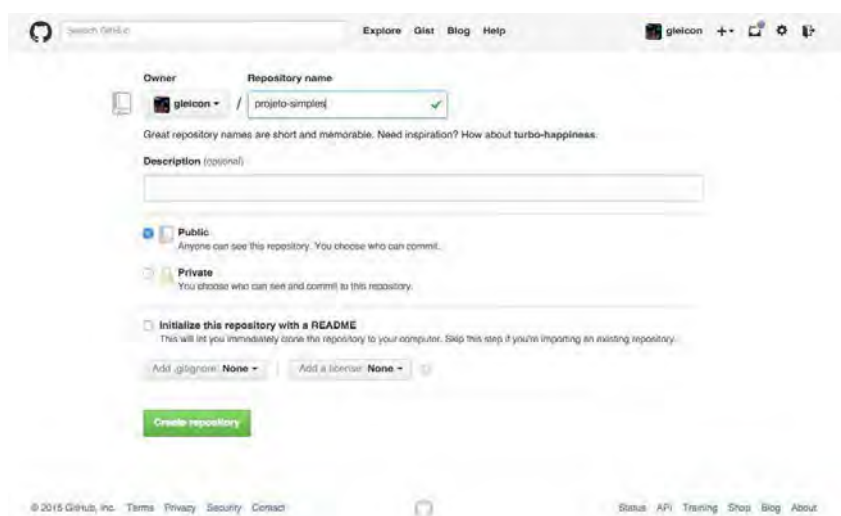 Search GitHub
Explore Gist Blog Help
gleicon
Owner
Repository name
gleicon / projeto-simples
Great repository names are short and memorable. Need inspiration? How about turbo-happiness.
Description (optional)
Public
Anyone can see this repository. You choose who can commit.
Private
You choose who can see and commit to this repository.
Initialize this repository with a README
This will let you immediately clone the repository to your computer. Skip this step if you're importing an existing repository.
Add .gitignore: None
Add a license: None
Create repository
© 2015 GitHub, Inc. Terms Privacy Security Contact
Status API Training Shop Blog About